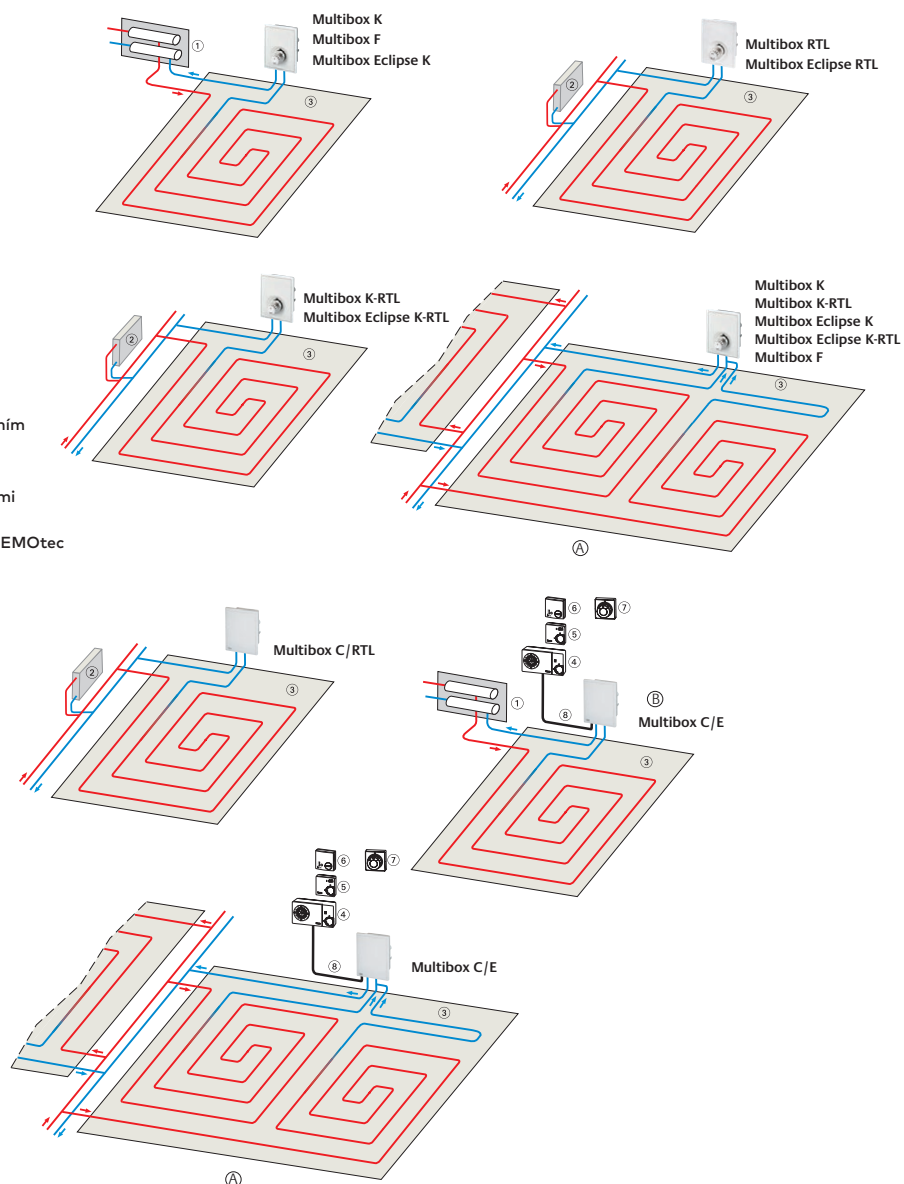 Multibox K
Multibox F
Multibox Eclipse K
①
③
Multibox RTL
Multibox Eclipse RTL
②
③
Multibox K-RTL
Multibox Eclipse K-RTL
②
③
Multibox K
Multibox K-RTL
Multibox Eclipse K
Multibox Eclipse K-RTL
Multibox F
③
Ⓐ
ním
mi
EMOtec
Multibox C/RTL
②
③
⑥
⑦
⑤
④
Ⓑ
①
⑧
Multibox C/E
③
⑥
⑦
⑤
④
⑧
Multibox C/E
③
Ⓐ